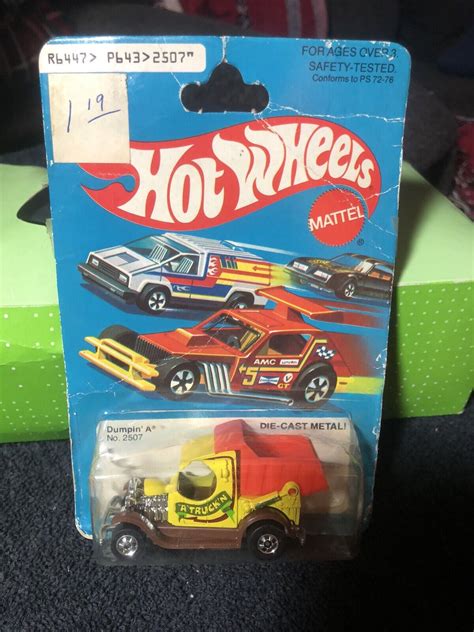 R6447> P643>2507"
1 19
FOR AGES OVER 3
SAFETY-TESTED.
Conforms to PS 72-76
HOT WHEELS
MATTEL
®
AMC
5
GT
Dumpin' A®
No. 2507
DIE-CAST METAL!
"A" TRUCK'N